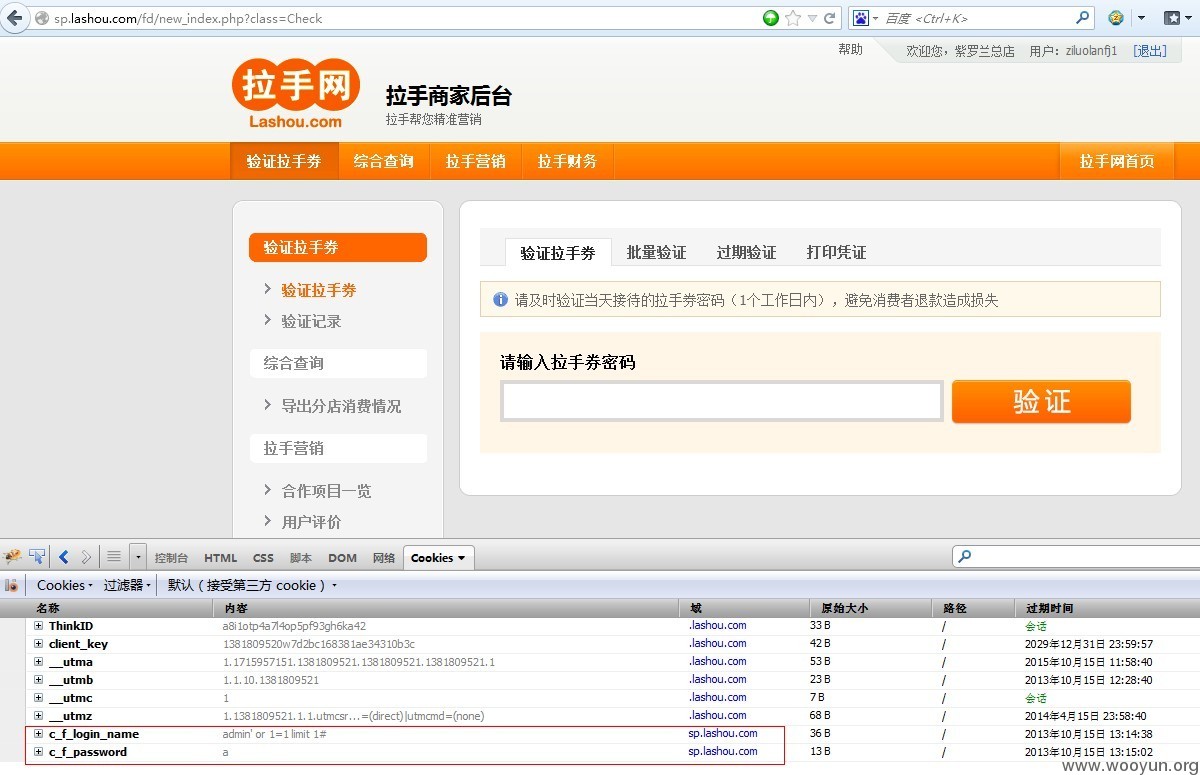 sp.lashou.com/fd/new_index.php?class=Check
百度 <Ctrl+K>
帮助
欢迎您，紫罗兰总店 用户：ziluolanfj1 [退出]
拉手网
Lashou.com
拉手商家后台
拉手帮您精准营销
验证拉手券 综合查询 拉手营销 拉手财务 拉手网首页
验证拉手券
验证拉手券
验证记录
综合查询
导出分店消费情况
拉手营销
合作项目一览
用户评价
验证拉手券 批量验证 过期验证 打印凭证
请及时验证当天接待的拉手券密码（1个工作日内），避免消费者退款造成损失
请输入拉手券密码
验证
控制台 HTML CSS 脚本 DOM 网络 Cookies
Cookies 过滤器 默认（接受第三方 cookie）
名称 内容 域 原始大小 路径 过期时间
ThinkID a8i1otp4a7l4op5pf93gh6ka42 .lashou.com 33 B / 会话
client_key 1381809520w7d2bc168381ae34310b3c .lashou.com 42 B / 2029年12月31日 23:59:57
__utma 1.1715957151.1381809521.1381809521.1381809521.1 .lashou.com 53 B / 2015年10月15日 11:58:40
__utmb 1.1.10.1381809521 .lashou.com 23 B / 2013年10月15日 12:28:40
__utmc 1 .lashou.com 7 B / 会话
__utmz 1.1381809521.1.1.utmcsr...=(direct)|utmcmd=(none) .lashou.com 68 B / 2014年4月15日 23:58:40
c_f_login_name admin' or 1=1 limit 1# sp.lashou.com 36 B / 2013年10月15日 13:14:38
c_f_password a sp.lashou.com 13 B / 2013年10月15日 13:15:02
www.wooyun.org